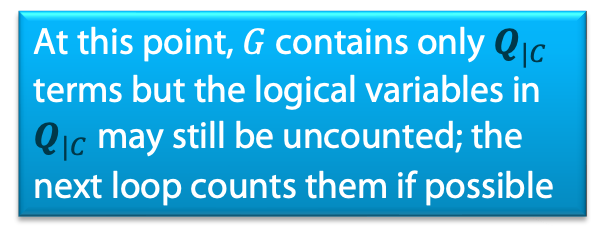 At this point, 𝐺 contains only 𝑸|𝐶
terms but the logical variables in
𝑸|𝐶 may still be uncounted; the
next loop counts them if possible